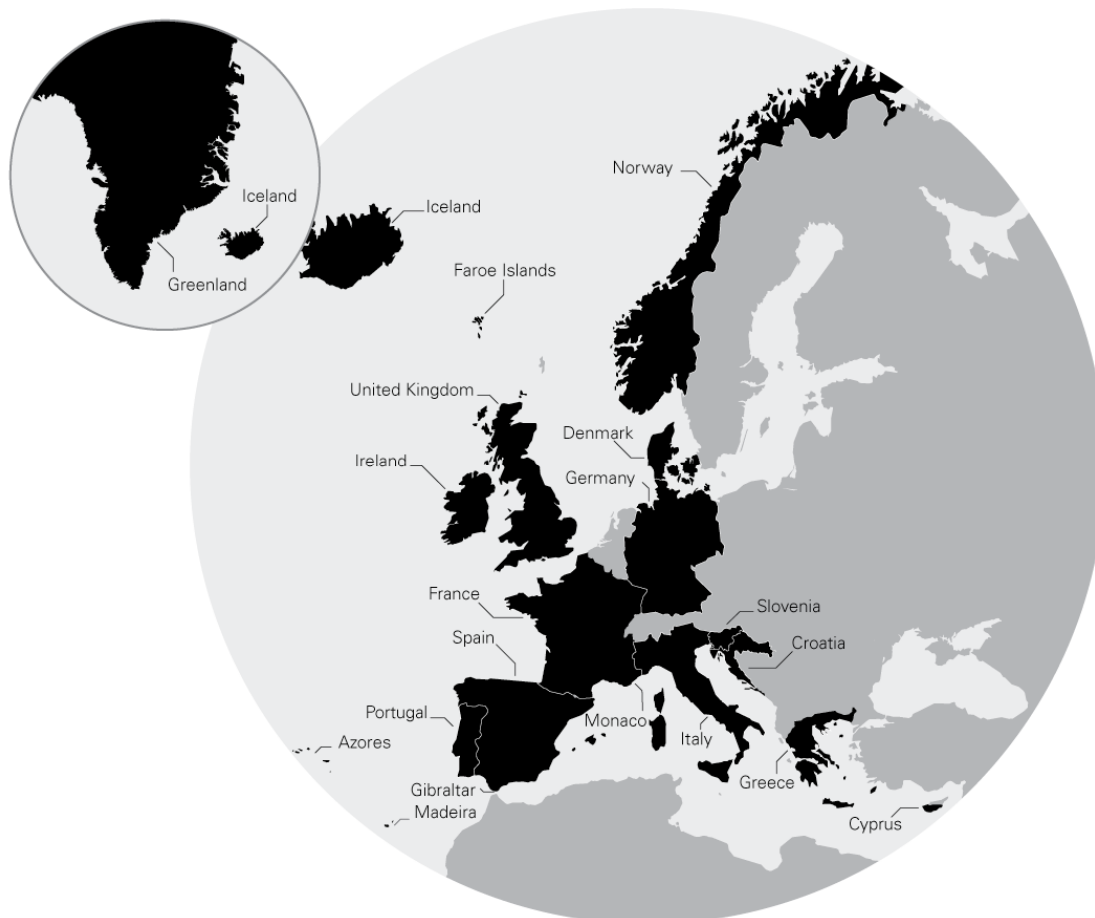 Iceland
Greenland
Iceland
Norway
Faroe Islands
United Kingdom
Denmark
Ireland
Germany
France
Slovenia
Spain
Croatia
Portugal
Monaco
Azores
Italy
Greece
Gibraltar
Madeira
Cyprus